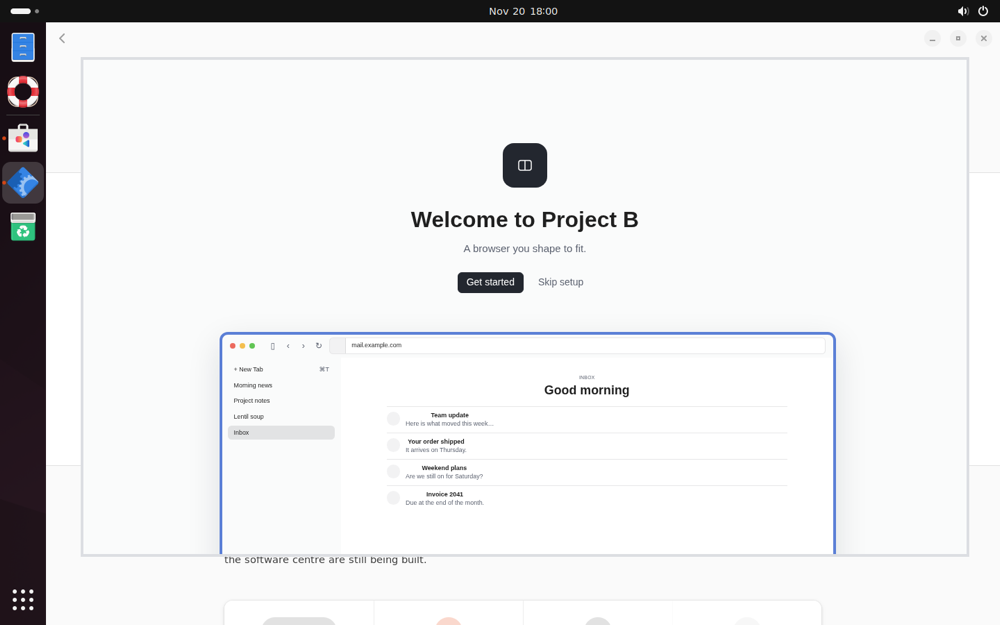 Nov 20 18:00
Welcome to Project B
A browser you shape to fit.
Get started
Skip setup
mail.example.com
+ New Tab
⌘T
Morning news
Project notes
Lentil soup
Inbox
INBOX
Good morning
Team update
Here is what moved this week...
Your order shipped
It arrives on Thursday.
Weekend plans
Are we still on for Saturday?
Invoice 2041
Due at the end of the month.
the software centre are still being built.